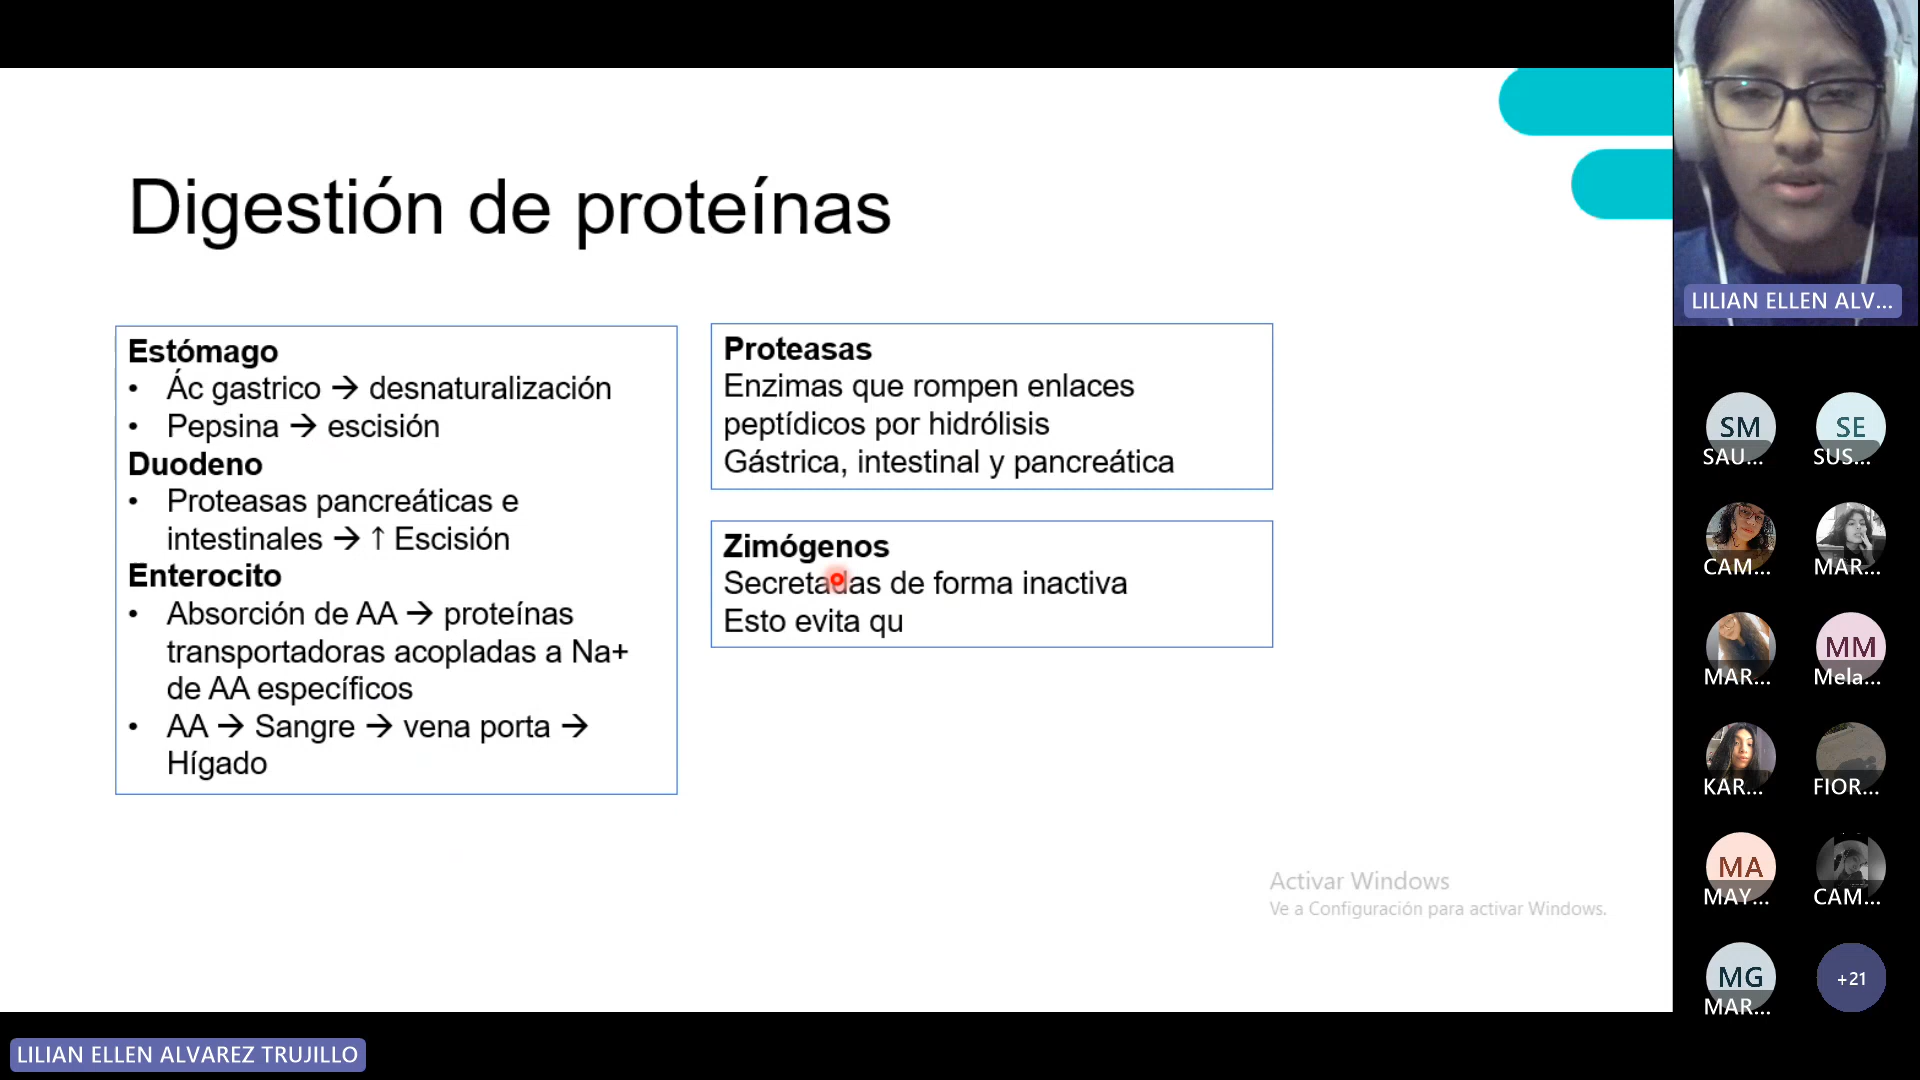 Digestión de proteínas
Estómago
• Ác gastrico → desnaturalización
• Pepsina → escisión
Duodeno
• Proteasas pancreáticas e
intestinales → ↑ Escisión
Enterocito
• Absorción de AA → proteínas
transportadoras acopladas a Na+
de AA específicos
• AA → Sangre → vena porta →
Hígado
Proteasas
Enzimas que rompen enlaces
peptídicos por hidrólisis
Gástrica, intestinal y pancreática
Zimógenos
Secretadas de forma inactiva
Esto evita qu
Activar Windows
Ve a Configuración para activar Windows.
LILIAN ELLEN ALV...
SM
SAU...
SE
SUS...
CAM...
MAR...
MAR...
MM
Mela...
KAR...
FIOR...
MA
MAY...
CAM...
MG
MAR...
+21
LILIAN ELLEN ALVAREZ TRUJILLO